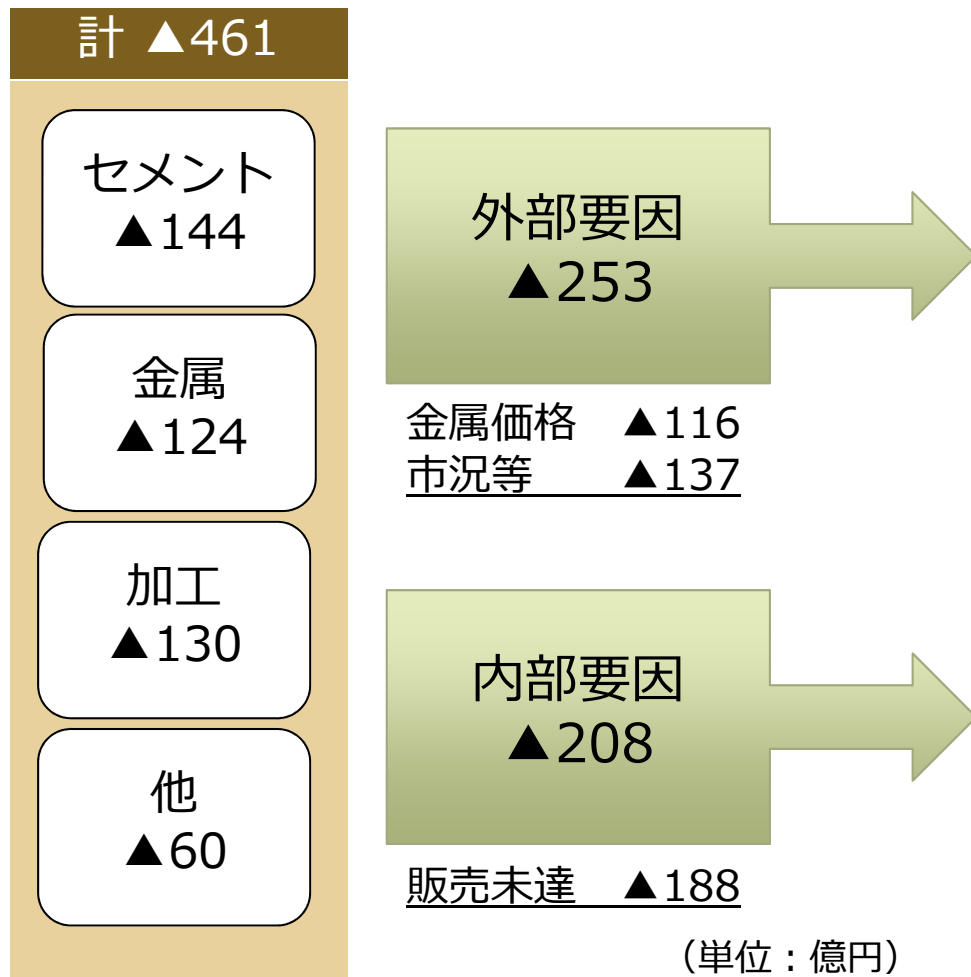 計 ▲461
セメント
▲144
金属
▲124
加工
▲130
他
▲60
外部要因
▲253
金属価格 ▲116
市況等 ▲137
内部要因
▲208
販売未達 ▲188
（単位：億円）